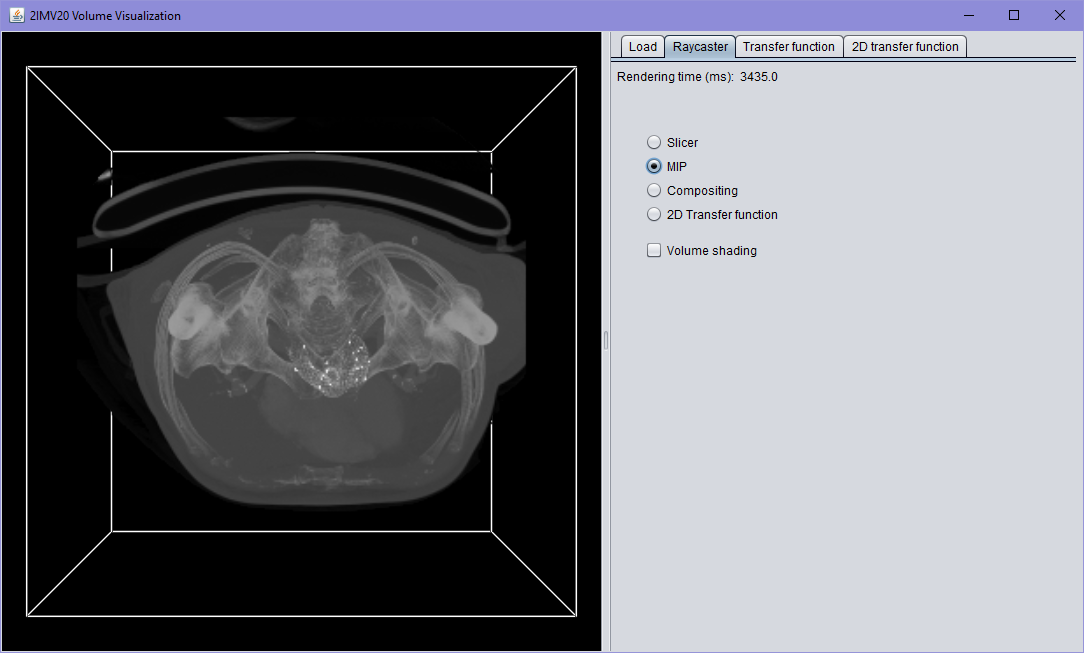 2IMV20 Volume Visualization
Load Raycaster Transfer function 2D transfer function
Rendering time (ms): 3435.0
Slicer
MIP
Compositing
2D Transfer function
Volume shading